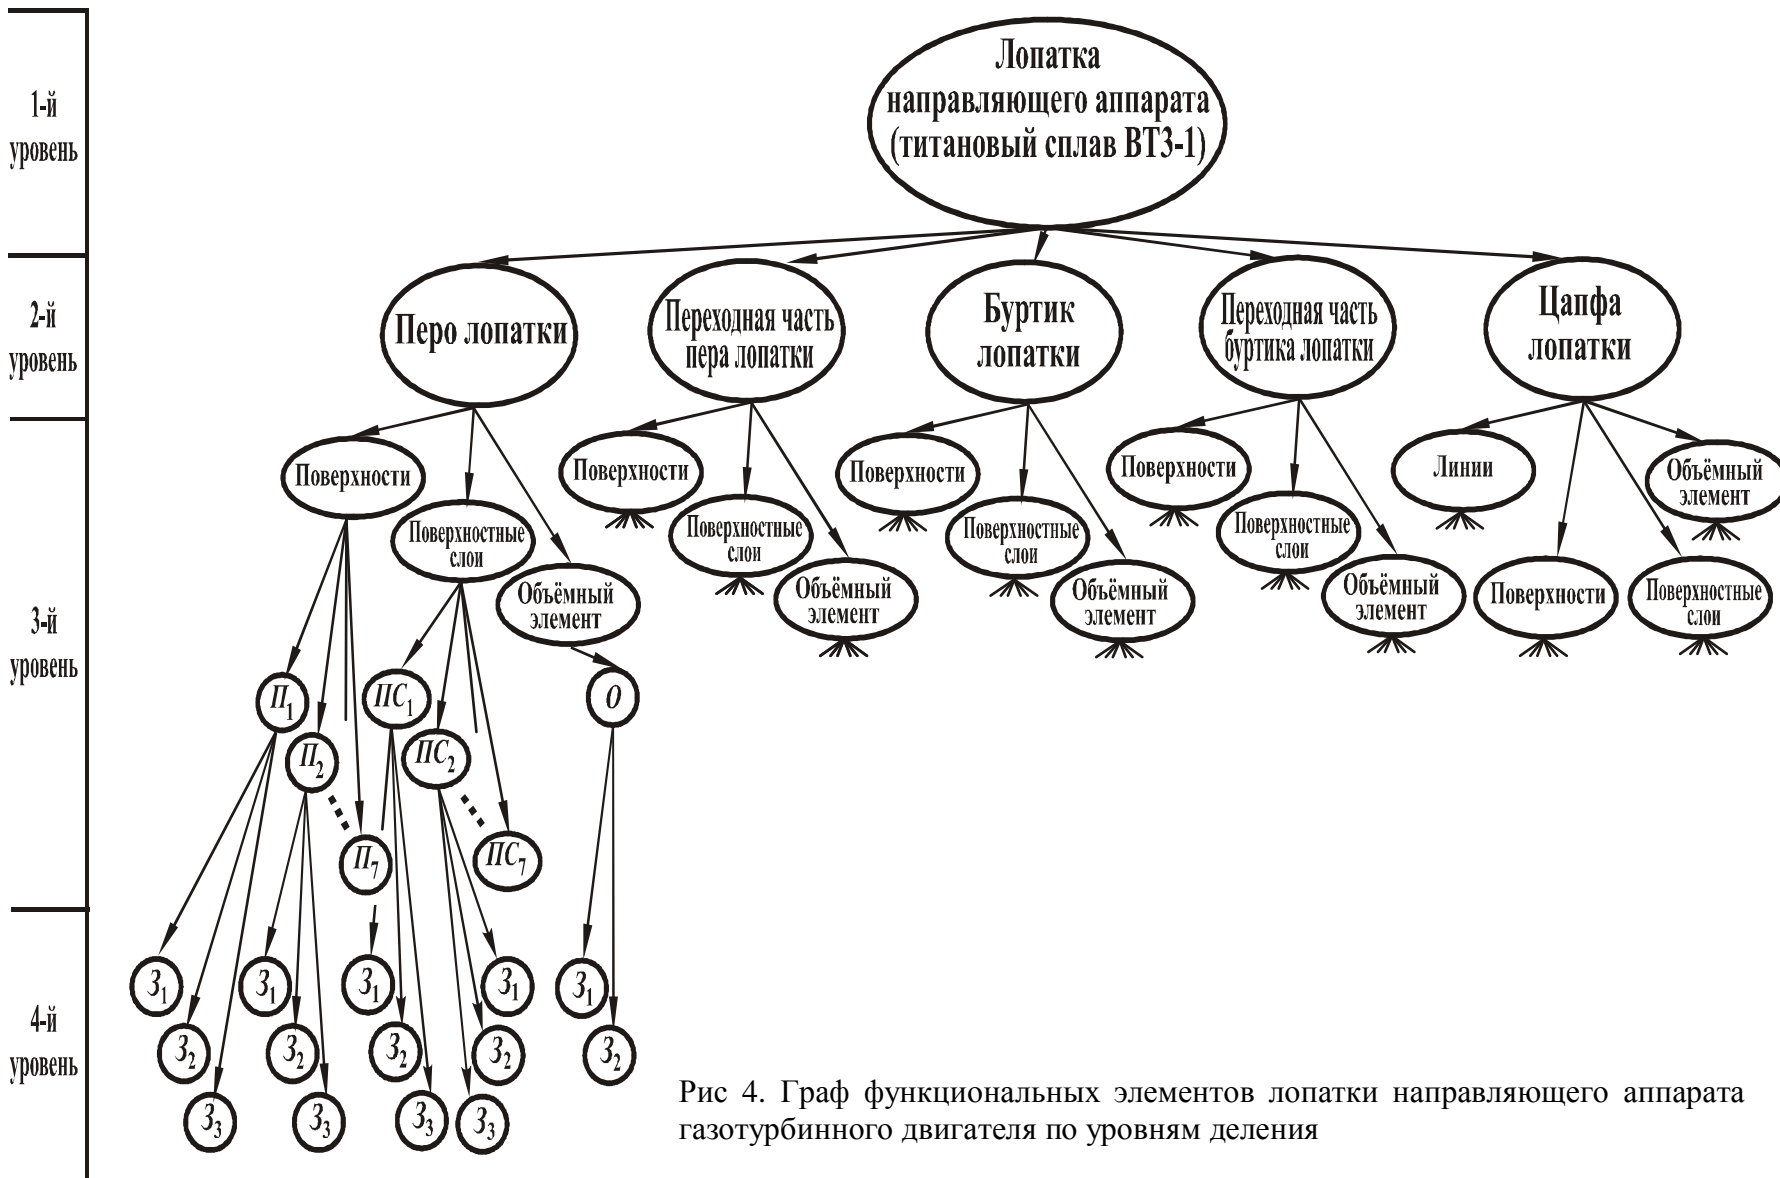 1-й
уровень
Лопатка
направляющего аппарата
(титановый сплав ВТ3-1)
2-й
уровень
Перо лопатки
Переходная часть
пера лопатки
Буртик
лопатки
Переходная часть
буртика лопатки
Цапфа
лопатки
3-й
уровень
Поверхности
Поверхностные
слои
Объёмный
элемент
Поверхности
Поверхностные
слои
Объёмный
элемент
Поверхности
Поверхностные
слои
Объёмный
элемент
Поверхности
Поверхностные
слои
Объёмный
элемент
Линии
Поверхности
Поверхностные
слои
Объёмный
элемент
П1
П2
П7
ПС1
ПС2
ПС7
О
4-й
уровень
З1
З2
З3
З1
З2
З3
З1
З2
З3
З1
З2
З3
З1
З2
Рис 4. Граф функциональных элементов лопатки направляющего аппарата
газотурбинного двигателя по уровням деления